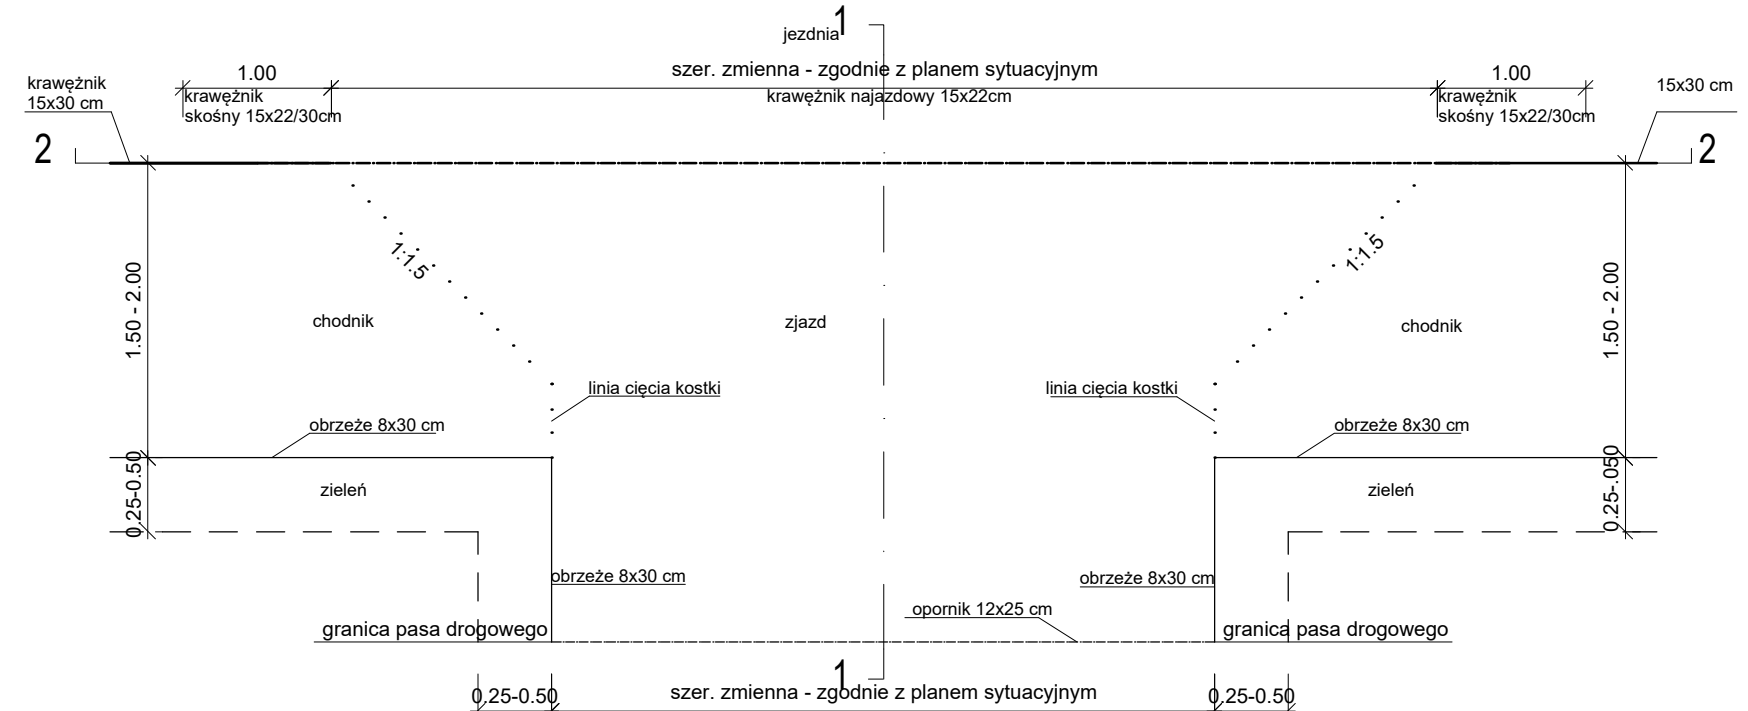 1
jezdnia
szer. zmienna - zgodnie z planem sytuacyjnym
1.00
1.00
krawężnik
15x30 cm
15x30 cm
krawężnik
skośny 15x22/30cm
krawężnik najazdowy 15x22cm
krawężnik
skośny 15x22/30cm
2
2
1:1.5
1:1.5
1.50 - 2.00
1.50 - 2.00
chodnik
zjazd
chodnik
linia cięcia kostki
linia cięcia kostki
obrzeże 8x30 cm
obrzeże 8x30 cm
0.25-0.50
0.25-.050
zieleń
zieleń
obrzeże 8x30 cm
obrzeże 8x30 cm
opornik 12x25 cm
granica pasa drogowego
granica pasa drogowego
1
0.25-0.50
szer. zmienna - zgodnie z planem sytuacyjnym
0.25-0.50